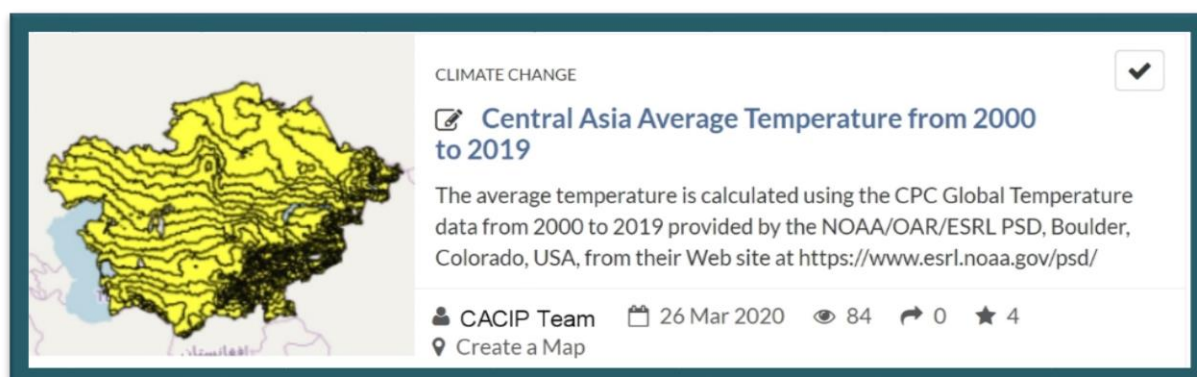 CLIMATE CHANGE
Central Asia Average Temperature from 2000
to 2019
The average temperature is calculated using the CPC Global Temperature
data from 2000 to 2019 provided by the NOAA/OAR/ESRL PSD, Boulder,
Colorado, USA, from their Web site at https://www.esrl.noaa.gov/psd/
CACIP Team 26 Mar 2020 84 0 4
Create a Map